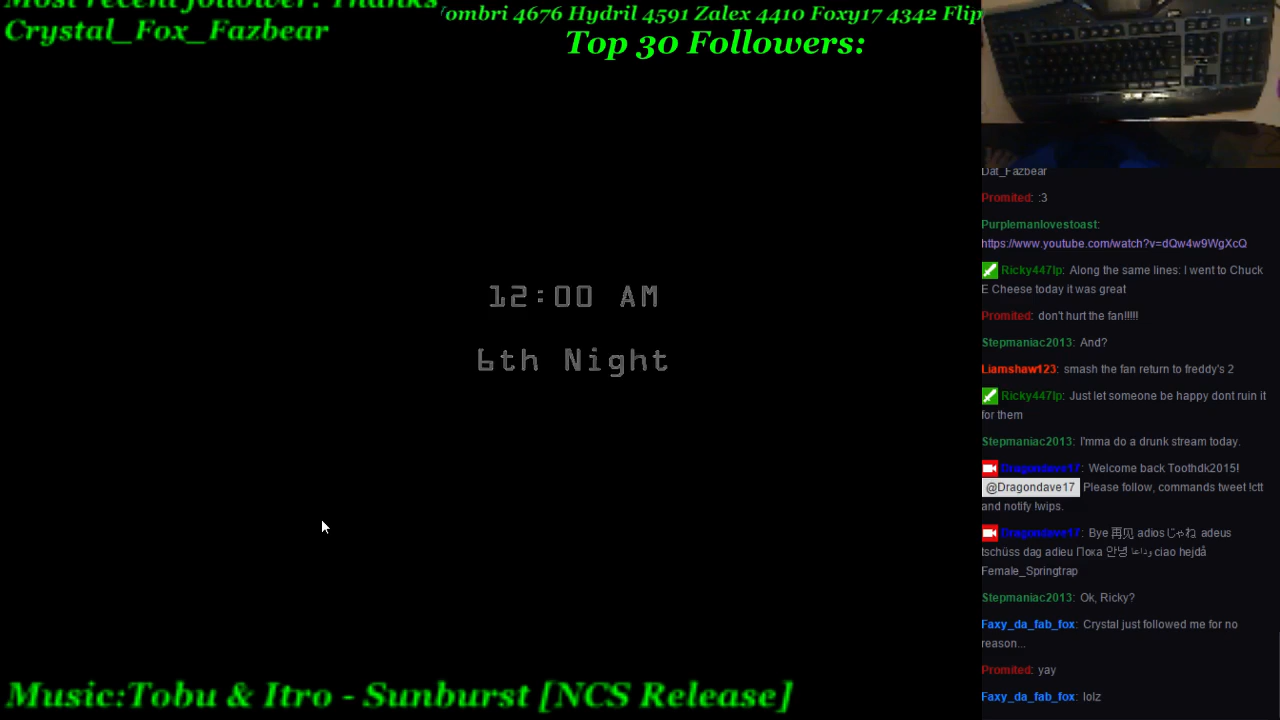 Most recent follower: Thanks
Crystal_Fox_Fazbear
ombri 4676 Hydril 4591 Zalex 4410 Foxy17 4342 Flip
Top 30 Followers:
12:00 AM
6th Night
Music:Tobu & Itro - Sunburst [NCS Release]
Dat_Fazbear
Promited: :3
Purplemanlovestoast:
https://www.youtube.com/watch?v=dQw4w9WgXcQ
Ricky447lp: Along the same lines: I went to Chuck
E Cheese today it was great
Promited: don't hurt the fan!!!!!
Stepmaniac2013: And?
Liamshaw123: smash the fan return to freddy's 2
Ricky447lp: Just let someone be happy dont ruin it
for them
Stepmaniac2013: I'mma do a drunk stream today.
Dragondave17: Welcome back Toothdk2015!
@Dragondave17 Please follow, commands tweet !ctt
and notify !wips.
Dragondave17: Bye 再见 adios じゃね adeus
tschüss dag adieu Пока 안녕 وداعا ciao hejdå
Female_Springtrap
Stepmaniac2013: Ok, Ricky?
Faxy_da_fab_fox: Crystal just followed me for no
reason...
Promited: yay
Faxy_da_fab_fox: lolz